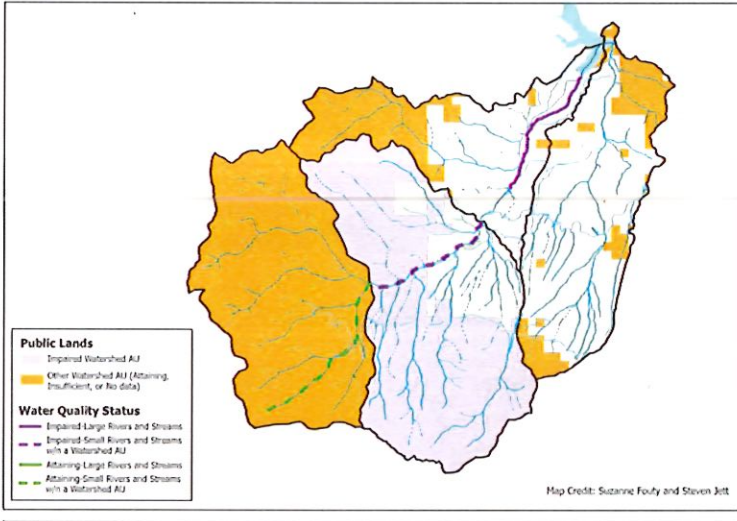 Public Lands
Impaired Watershed AU
Other Watershed AU (Attaining,
Insufficient, or No data)
Water Quality Status
Impaired-Large Rivers and Streams
Impaired-Small Rivers and Streams
w/n a Watershed AU
Attaining-Large Rivers and Streams
Attaining-Small Rivers and Streams
w/n a Watershed AU
Map Credit: Suzanne Fouty and Steven Jett